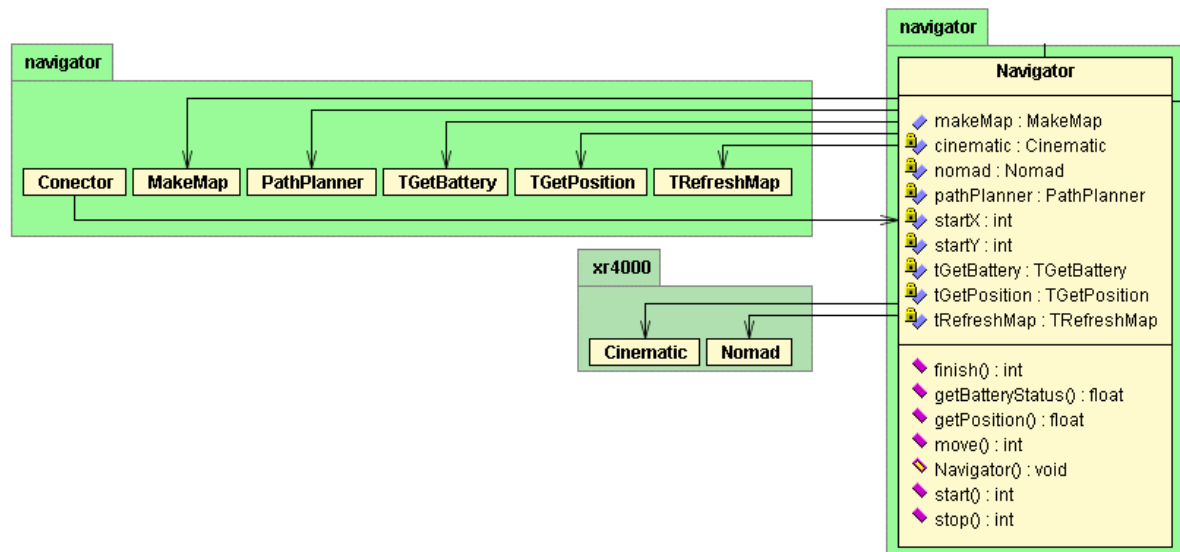 navigator
navigator
Navigator
makeMap : MakeMap
cinematic : Cinematic
nomad : Nomad
pathPlanner : PathPlanner
startX : int
startY : int
tGetBattery : TGetBattery
tGetPosition : TGetPosition
tRefreshMap : TRefreshMap
finish() : int
getBatteryStatus() : float
getPosition() : float
move() : int
Navigator() : void
start() : int
stop() : int
Conector MakeMap PathPlanner TGetBattery TGetPosition TRefreshMap
xr4000
Cinematic Nomad